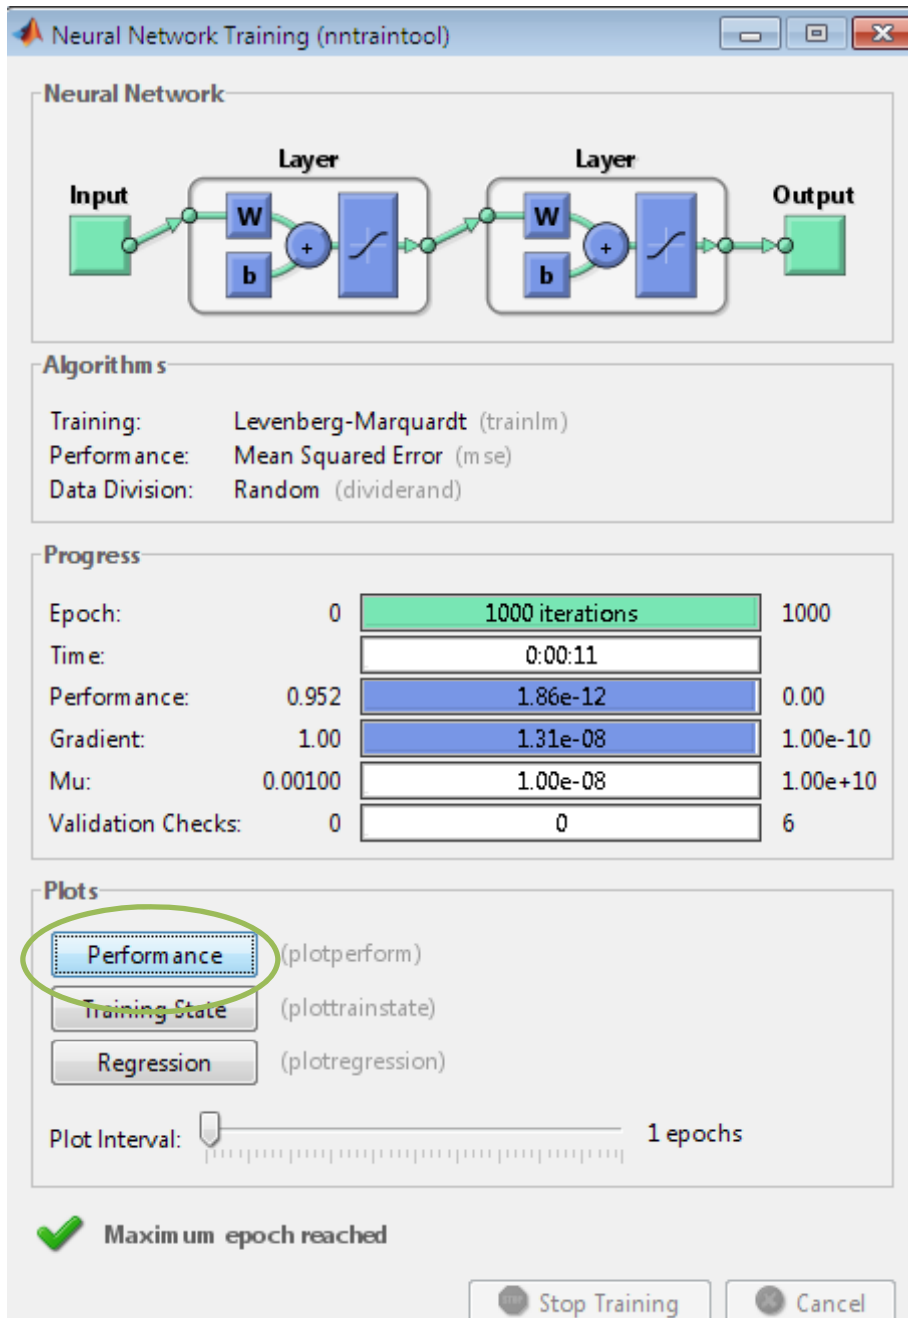 Neural Network Training (nntraintool)
Neural Network
Layer Layer
Input Output
W W
+ +
b b
Algorithms
Training: Levenberg-Marquardt (trainlm)
Performance: Mean Squared Error (mse)
Data Division: Random (dividerand)
Progress
Epoch: 0 1000 iterations 1000
Time: 0:00:11
Performance: 0.952 1.86e-12 0.00
Gradient: 1.00 1.31e-08 1.00e-10
Mu: 0.00100 1.00e-08 1.00e+10
Validation Checks: 0 0 6
Plots
Performance (plotperform)
Training State (plottrainstate)
Regression (plotregression)
Plot Interval: 1 epochs
Maximum epoch reached
STOP Stop Training Cancel